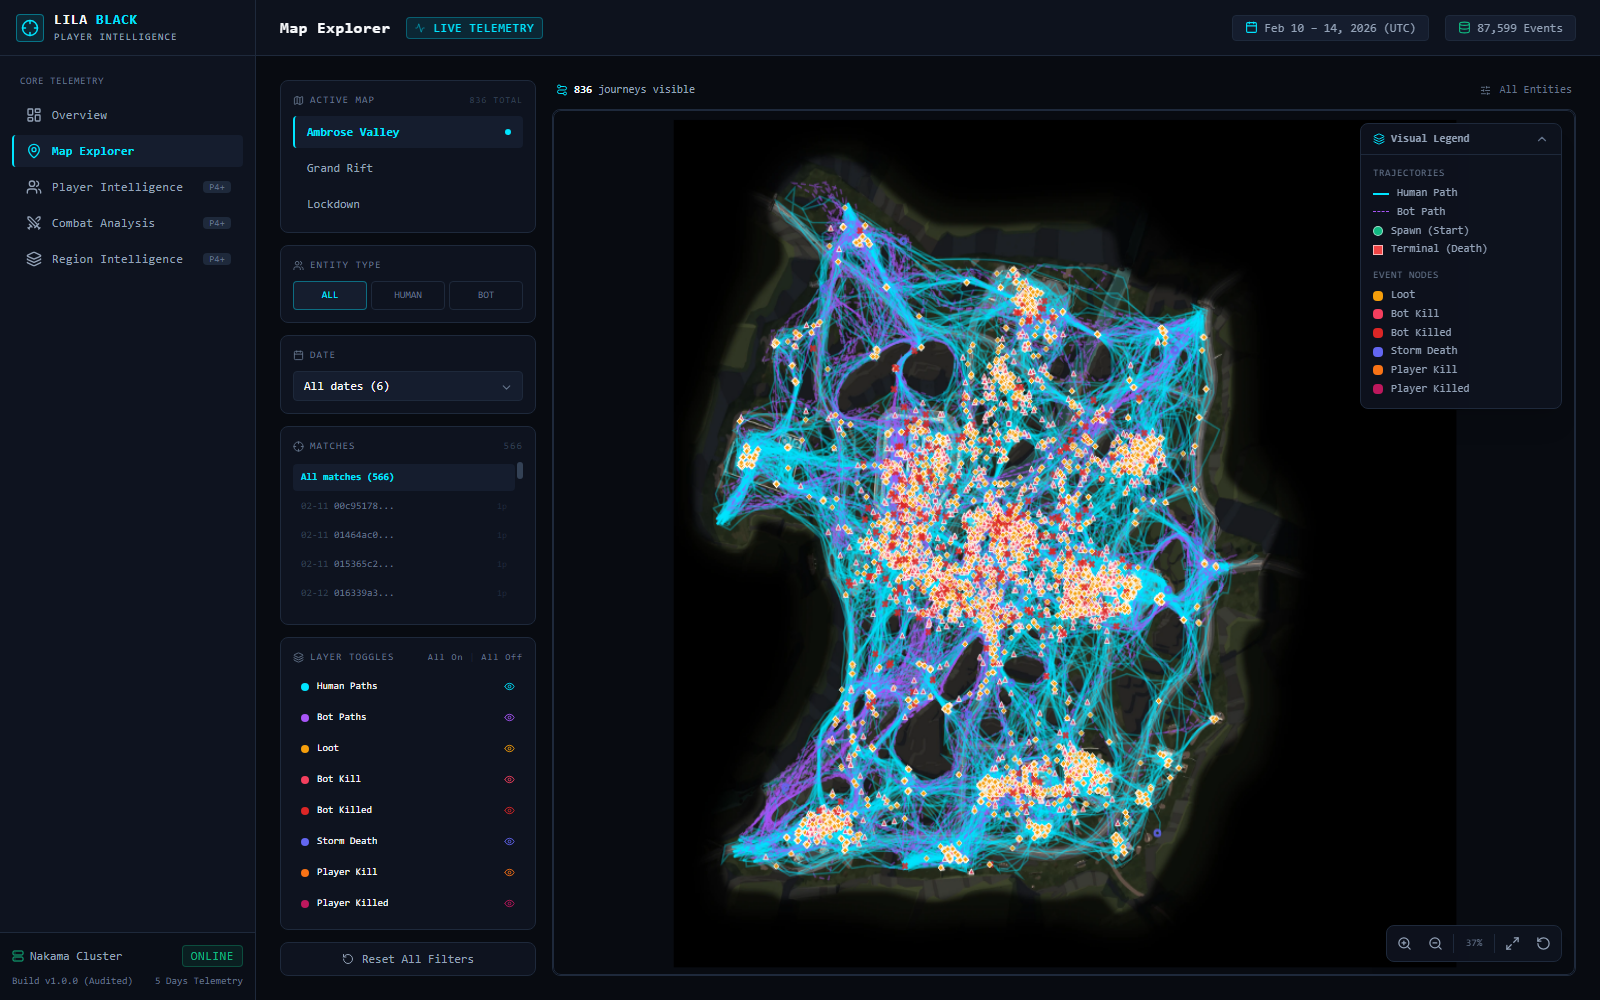 LILA BLACK
PLAYER INTELLIGENCE
CORE TELEMETRY
Overview
Map Explorer
Player Intelligence P4+
Combat Analysis P4+
Region Intelligence P4+
Nakama Cluster ONLINE
Build v1.0.0 (Audited) 5 Days Telemetry
Map Explorer LIVE TELEMETRY
Feb 10 – 14, 2026 (UTC) 87,599 Events
ACTIVE MAP 836 TOTAL
Ambrose Valley
Grand Rift
Lockdown
ENTITY TYPE
ALL HUMAN BOT
DATE
All dates (6)
MATCHES 566
All matches (566)
02-11 00c95178... 1p
02-11 01464ac0... 1p
02-11 015365c2... 1p
02-12 016339a3... 1p
LAYER TOGGLES All On All Off
Human Paths
Bot Paths
Loot
Bot Kill
Bot Killed
Storm Death
Player Kill
Player Killed
Reset All Filters
836 journeys visible All Entities
Visual Legend
TRAJECTORIES
Human Path
Bot Path
Spawn (Start)
Terminal (Death)
EVENT NODES
Loot
Bot Kill
Bot Killed
Storm Death
Player Kill
Player Killed
37%